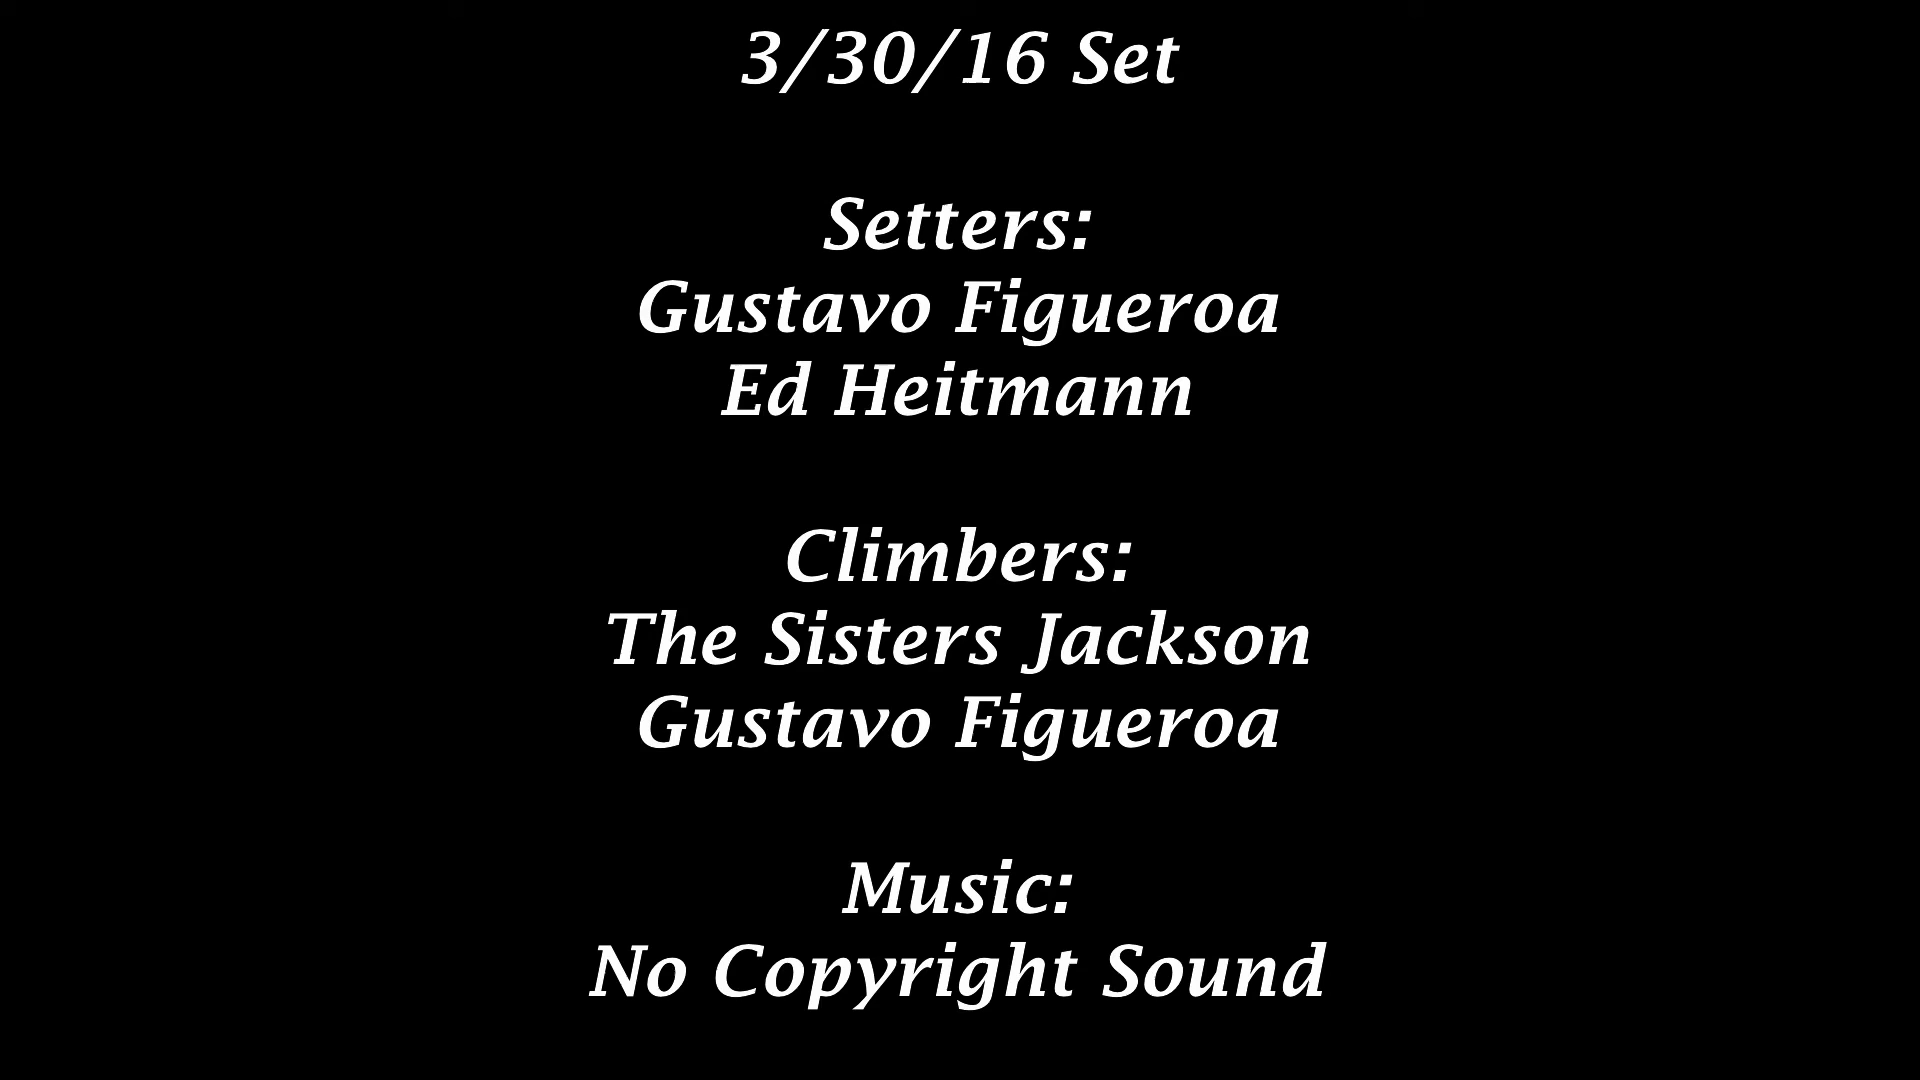 3/30/16 Set
Setters:
Gustavo Figueroa
Ed Heitmann
Climbers:
The Sisters Jackson
Gustavo Figueroa
Music:
No Copyright Sound